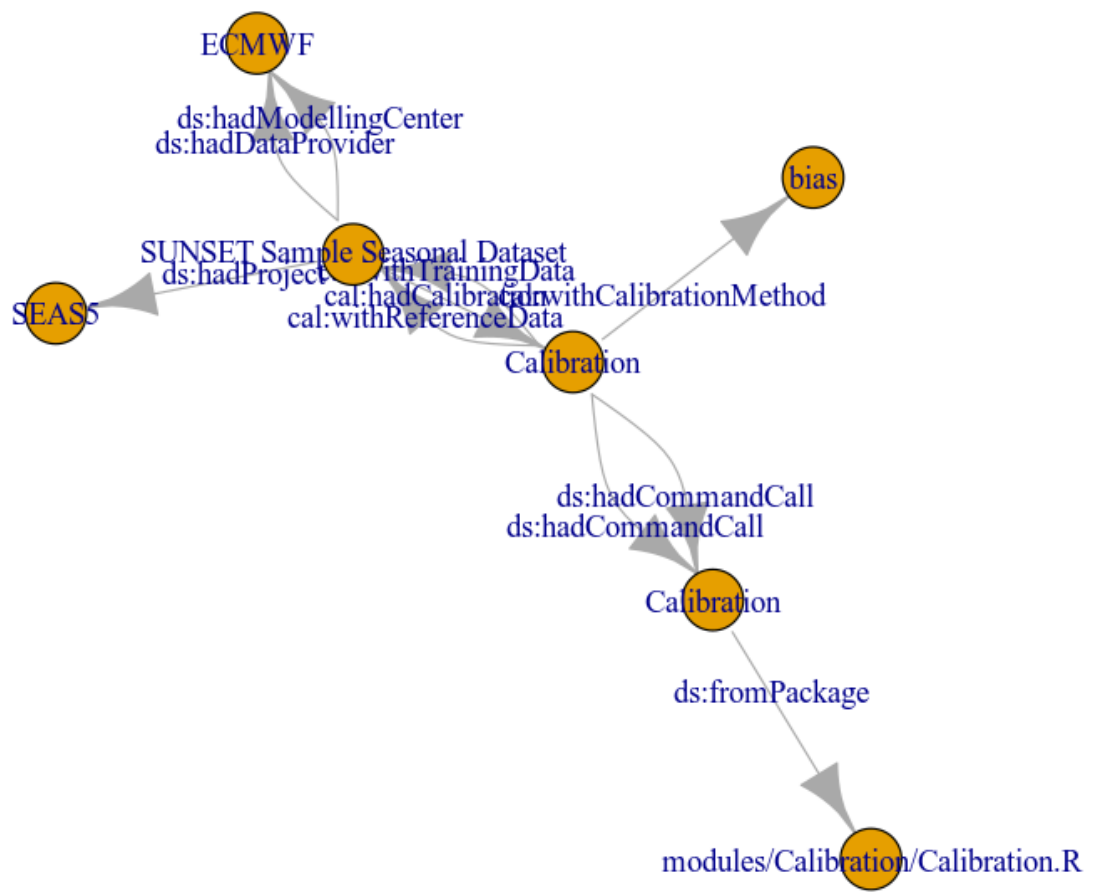 ECMWF
ds:hadModellingCenter
ds:hadDataProvider
bias
SUNSET Sample Seasonal Dataset
ds:hadProject
withTrainingData
SEAS5
cal:hadCalibration
cal:withCalibrationMethod
cal:withReferenceData
Calibration
ds:hadCommandCall
ds:hadCommandCall
Calibration
ds:fromPackage
modules/Calibration/Calibration.R